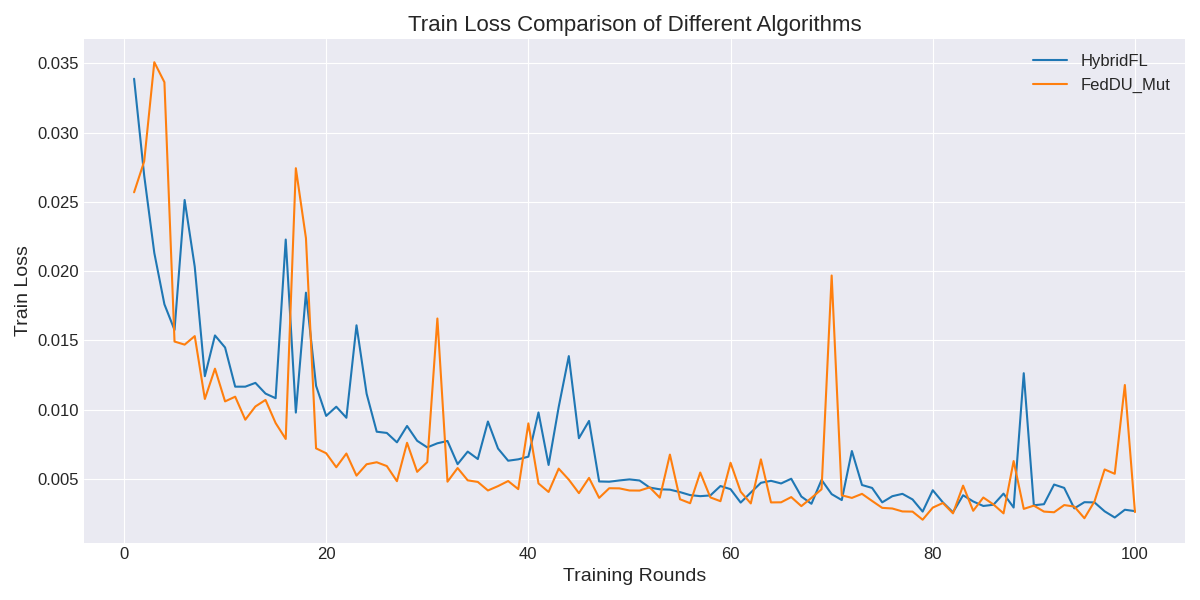 Train Loss Comparison of Different Algorithms
HybridFL
FedDU_Mut
Train Loss
0.035
0.030
0.025
0.020
0.015
0.010
0.005
0 20 40 60 80 100
Training Rounds